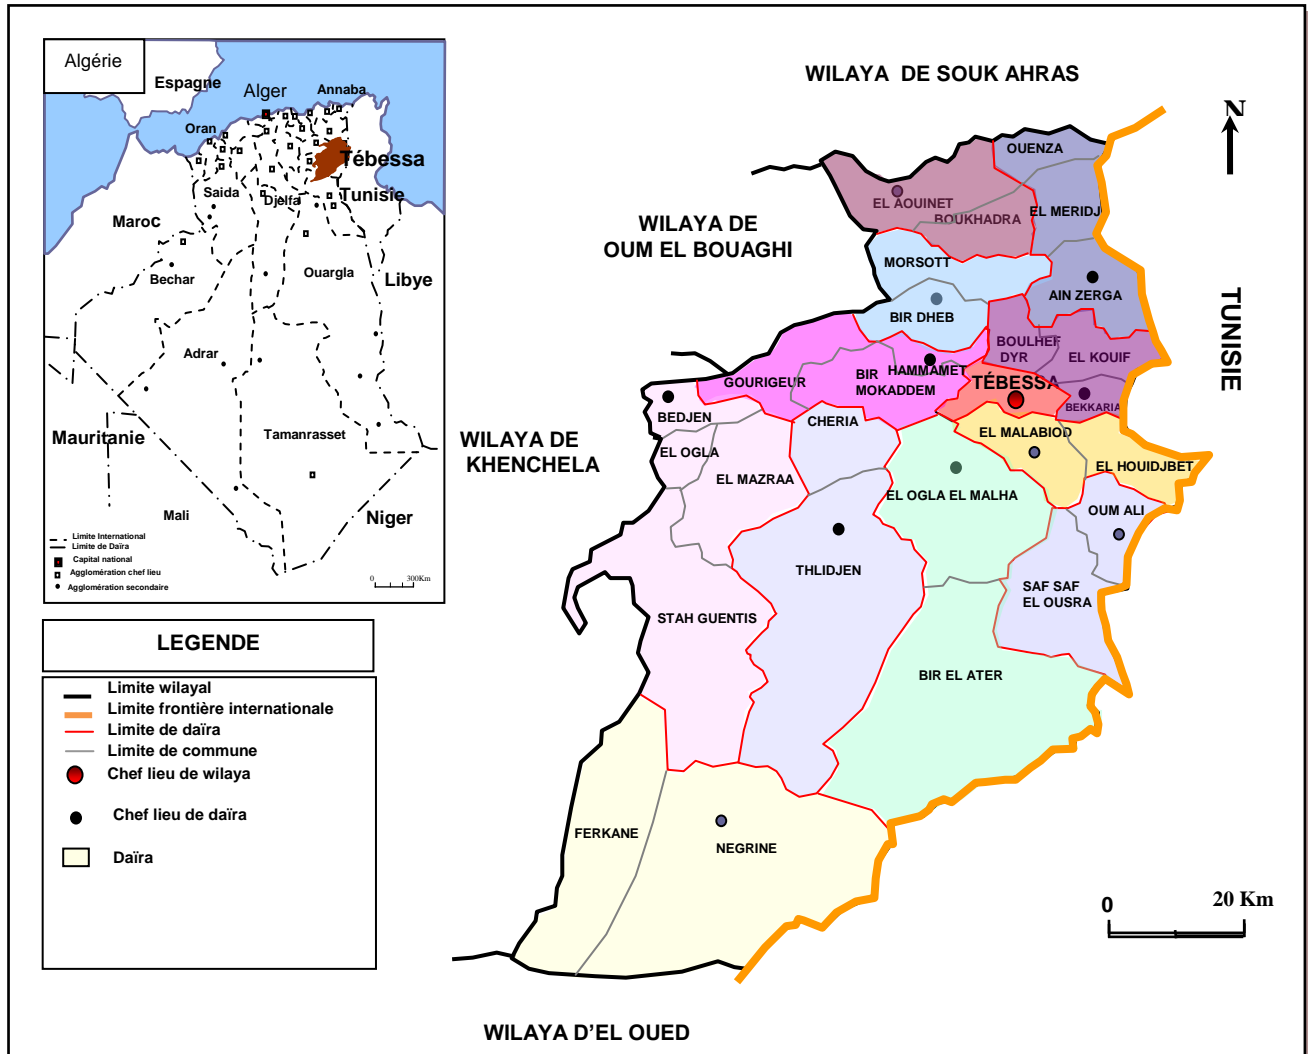 Algérie
Espagne
Alger
Annaba
Oran
Tébessa
Saida
Djelfa
Tunisie
Maroc
Ouargla
Bechar
Libye
Adrar
Mauritanie
Tamanrasset
Mali
Niger
Limite International
Limite de Daïra
Capital national
Agglomération chef lieu
Agglomération secondaire
0 300Km
LEGENDE
Limite wilayal
Limite frontière internationale
Limite de daïra
Limite de commune
Chef lieu de wilaya
Chef lieu de daïra
Daïra
WILAYA DE SOUK AHRAS
N
WILAYA DE
OUM EL BOUAGHI
TUNISIE
WILAYA DE
KHENCHELA
WILAYA D'EL OUED
OUENZA
EL AOUINET
BOUKHADRA
EL MERIDJ
MORSOTT
AIN ZERGA
BIR DHEB
BOULHEF
DYR
EL KOUIF
GOURIGEUR
BIR
MOKADDEM
HAMMAMET
TÉBESSA
BEKKARIA
BEDJEN
CHERIA
EL MALABIOD
EL OGLA
EL HOUIDJBET
EL MAZRAA
EL OGLA EL MALHA
OUM ALI
THLIDJEN
SAF SAF
EL OUSRA
STAH GUENTIS
BIR EL ATER
FERKANE
NEGRINE
0 20 Km